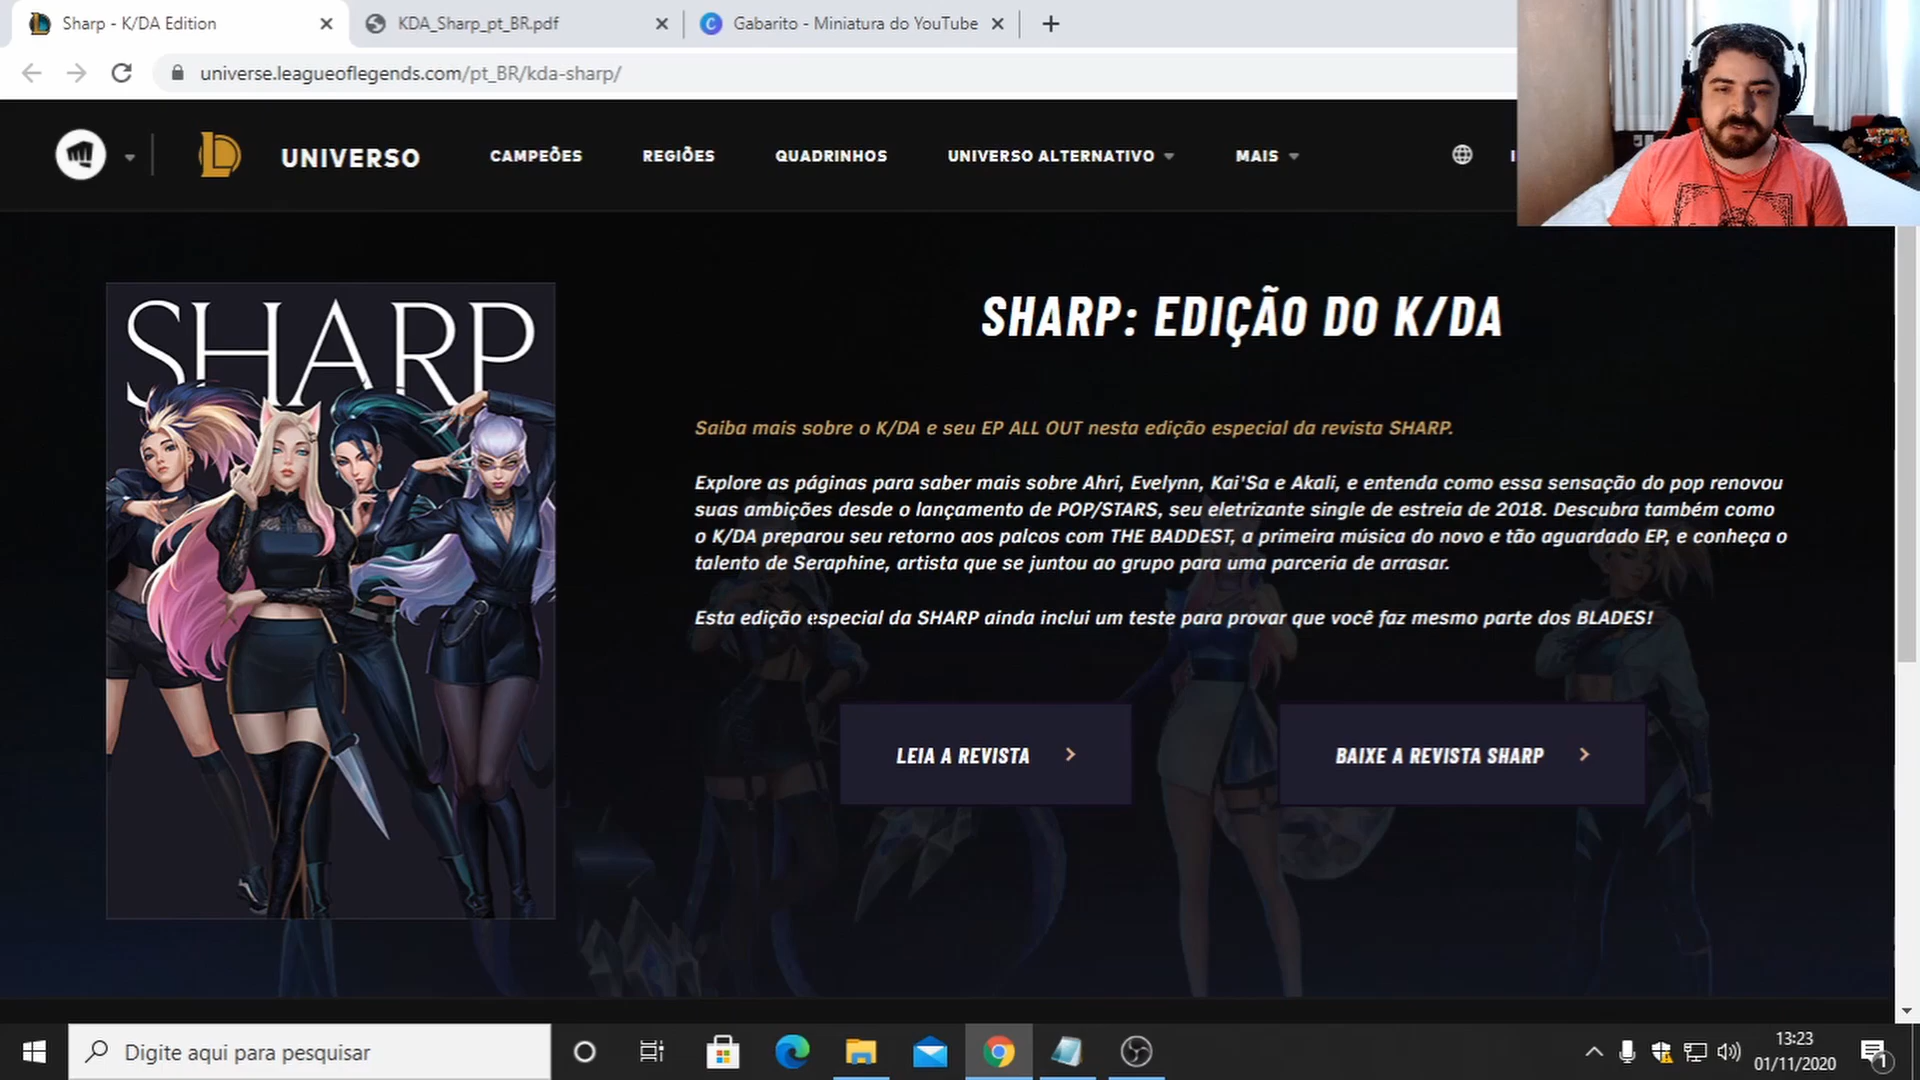 Sharp - K/DA Edition
KDA_Sharp_pt_BR.pdf
Gabarito - Miniatura do YouTube
universe.leagueoflegends.com/pt_BR/kda-sharp/
UNIVERSO
CAMPEÕES
REGIÕES
QUADRINHOS
UNIVERSO ALTERNATIVO
MAIS
SHARP
SHARP: EDIÇÃO DO K/DA
Saiba mais sobre o K/DA e seu EP ALL OUT nesta edição especial da revista SHARP.
Explore as páginas para saber mais sobre Ahri, Evelynn, Kai'Sa e Akali, e entenda como essa sensação do pop renovou
suas ambições desde o lançamento de POP/STARS, seu eletrizante single de estreia de 2018. Descubra também como
o K/DA preparou seu retorno aos palcos com THE BADDEST, a primeira música do novo e tão aguardado EP, e conheça o
talento de Seraphine, artista que se juntou ao grupo para uma parceria de arrasar.
Esta edição especial da SHARP ainda inclui um teste para provar que você faz mesmo parte dos BLADES!
LEIA A REVISTA
BAIXE A REVISTA SHARP
Digite aqui para pesquisar
13:23
01/11/2020
1